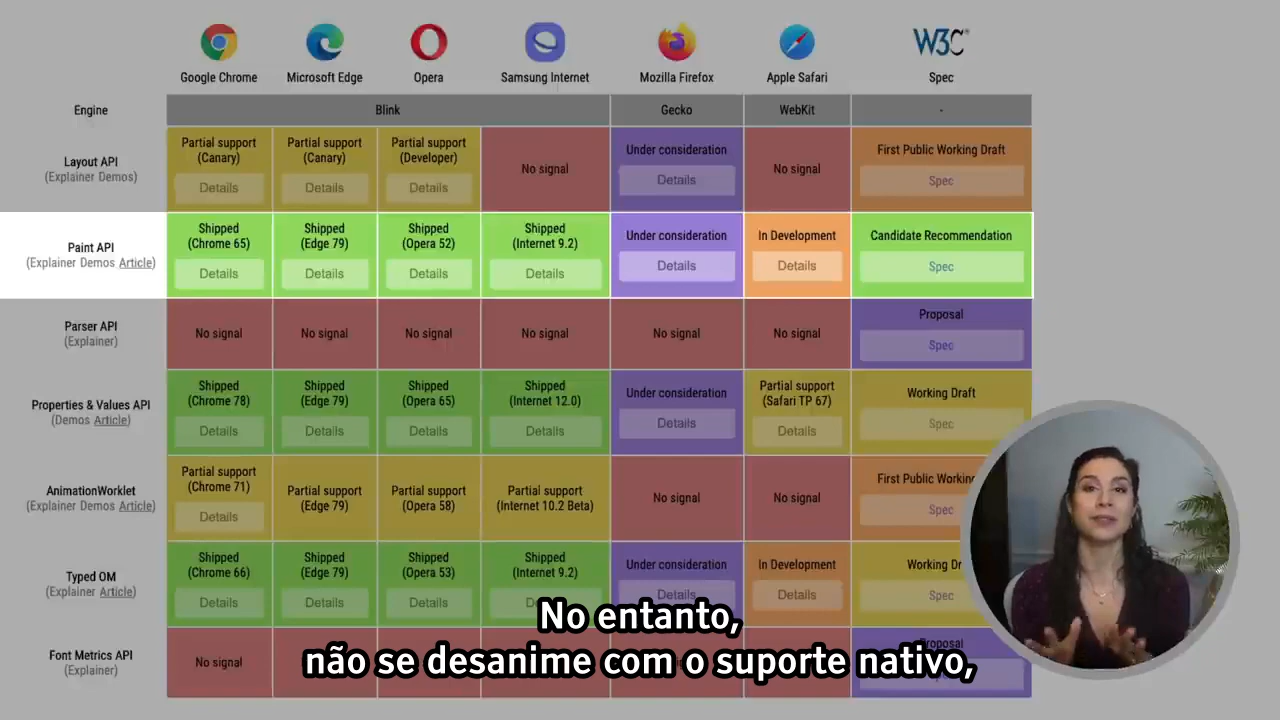 W3C
Google Chrome
Microsoft Edge
Opera
Samsung Internet
Mozilla Firefox
Apple Safari
Spec
Engine
Blink
Gecko
WebKit
-
Layout API
(Explainer Demos)
Partial support
(Canary)
Details
Partial support
(Canary)
Details
Partial support
(Developer)
Details
No signal
Under consideration
Details
No signal
First Public Working Draft
Spec
Paint API
(Explainer Demos Article)
Shipped
(Chrome 65)
Details
Shipped
(Edge 79)
Details
Shipped
(Opera 52)
Details
Shipped
(Internet 9.2)
Details
Under consideration
Details
In Development
Details
Candidate Recommendation
Spec
Parser API
(Explainer)
No signal
No signal
No signal
No signal
No signal
No signal
Proposal
Spec
Properties & Values API
(Demos Article)
Shipped
(Chrome 78)
Details
Shipped
(Edge 79)
Details
Shipped
(Opera 65)
Details
Shipped
(Internet 12.0)
Details
Under consideration
Details
Partial support
(Safari TP 67)
Details
Working Draft
Spec
AnimationWorklet
(Explainer Demos Article)
Partial support
(Chrome 71)
Details
Partial support
(Edge 79)
Partial support
(Opera 58)
Partial support
(Internet 10.2 Beta)
No signal
No signal
First Public Working
Spec
Typed OM
(Explainer Article)
Shipped
(Chrome 66)
Details
Shipped
(Edge 79)
Details
Shipped
(Opera 53)
Details
Shipped
(Internet 9.2)
Under consideration
Details
In Development
Details
Working Dr
Spec
Font Metrics API
(Explainer)
No signal
Proposal
No entanto,
não se desanime com o suporte nativo,